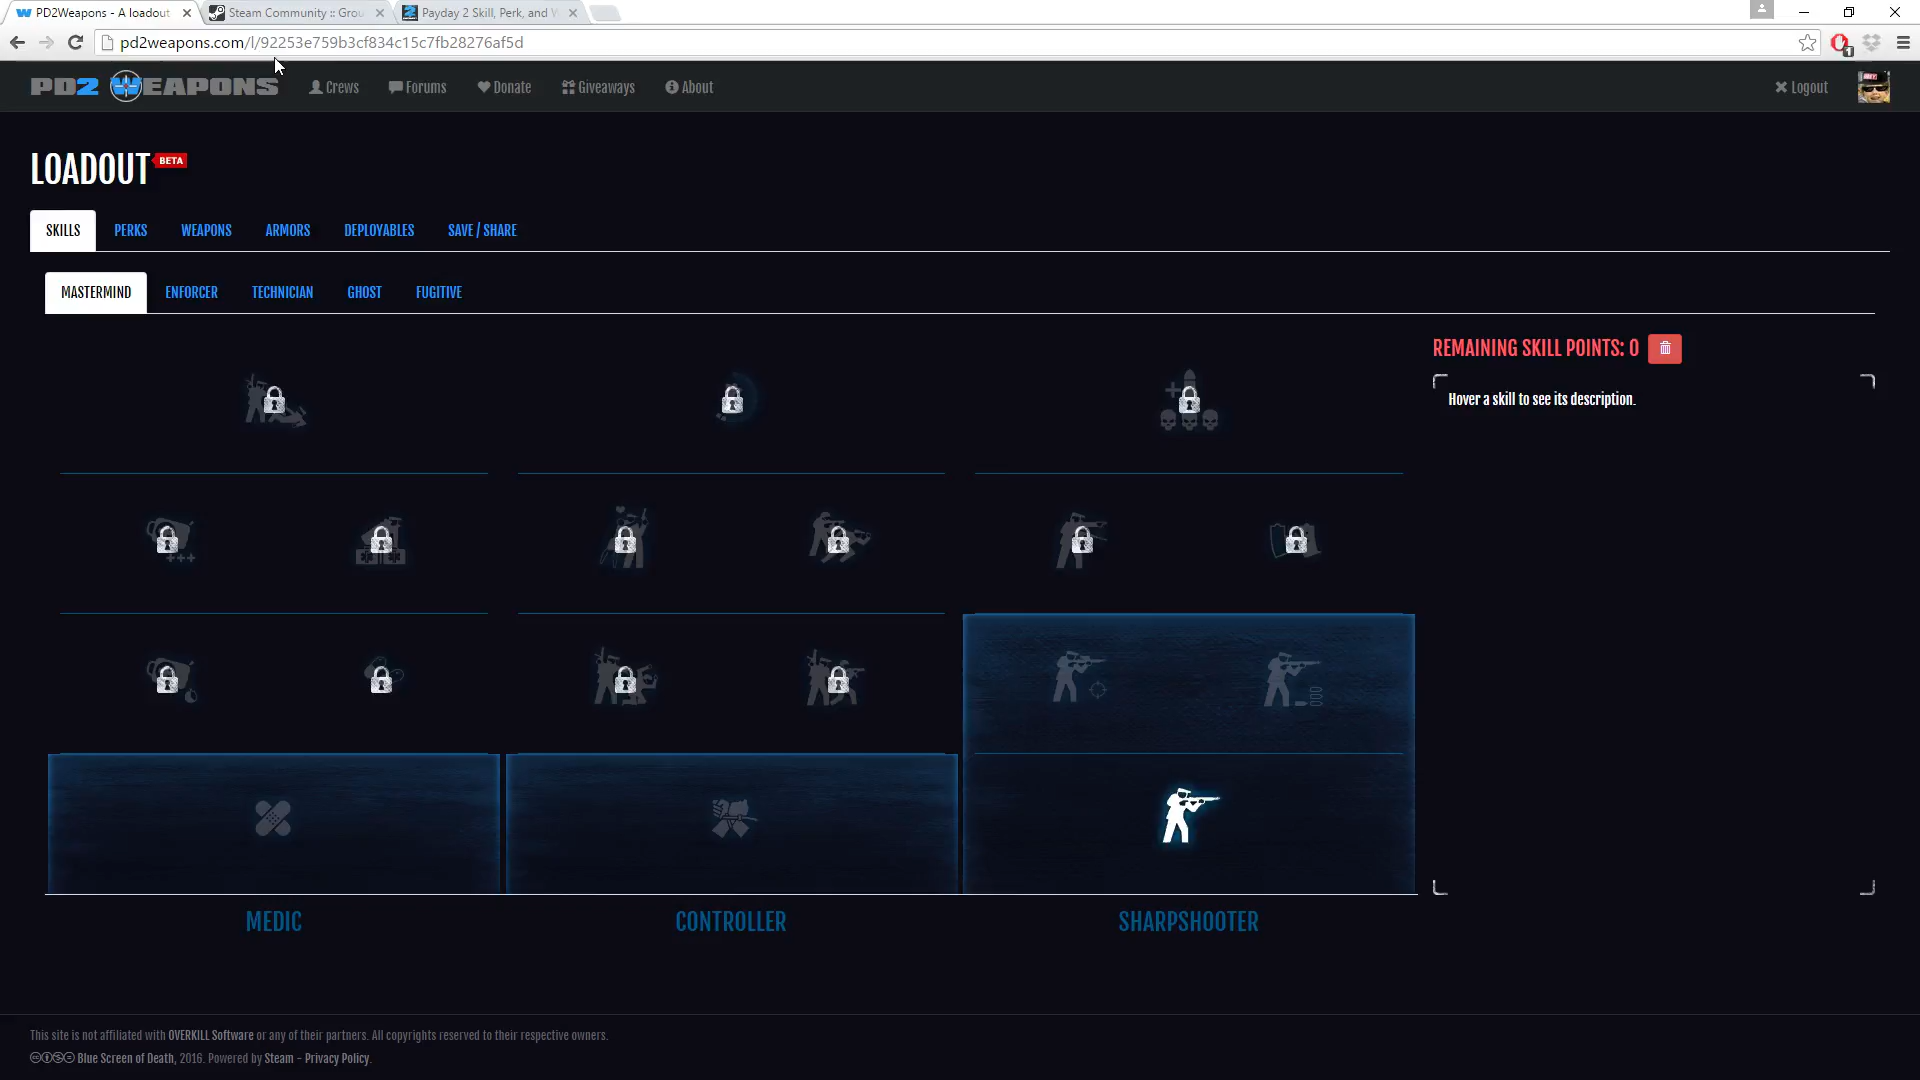 PD2Weapons - A loadout
Steam Community :: Grou
Payday 2 Skill, Perk, and W
pd2weapons.com/l/92253e759b3cf834c15c7fb28276af5d
1
PD2 WEAPONS
Crews
Forums
Donate
Giveaways
About
Logout
LOADOUT BETA
SKILLS
PERKS
WEAPONS
ARMORS
DEPLOYABLES
SAVE / SHARE
MASTERMIND
ENFORCER
TECHNICIAN
GHOST
FUGITIVE
REMAINING SKILL POINTS: 0
Hover a skill to see its description.
MEDIC
CONTROLLER
SHARPSHOOTER
This site is not affiliated with OVERKILL Software or any of their partners. All copyrights reserved to their respective owners.
Blue Screen of Death, 2016. Powered by Steam - Privacy Policy.